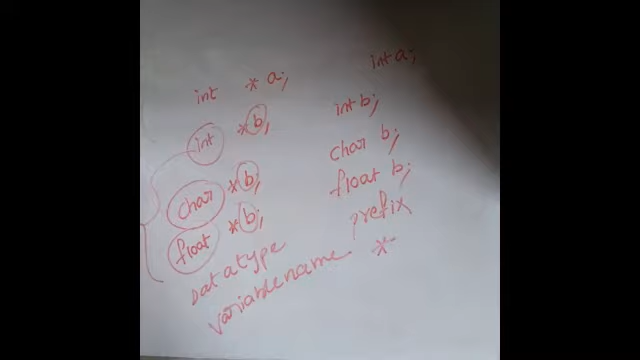 int * a;
int * b;
char * b;
float * b;
datatype
variablename
int a;
int b;
char b;
float b;
prefix
*